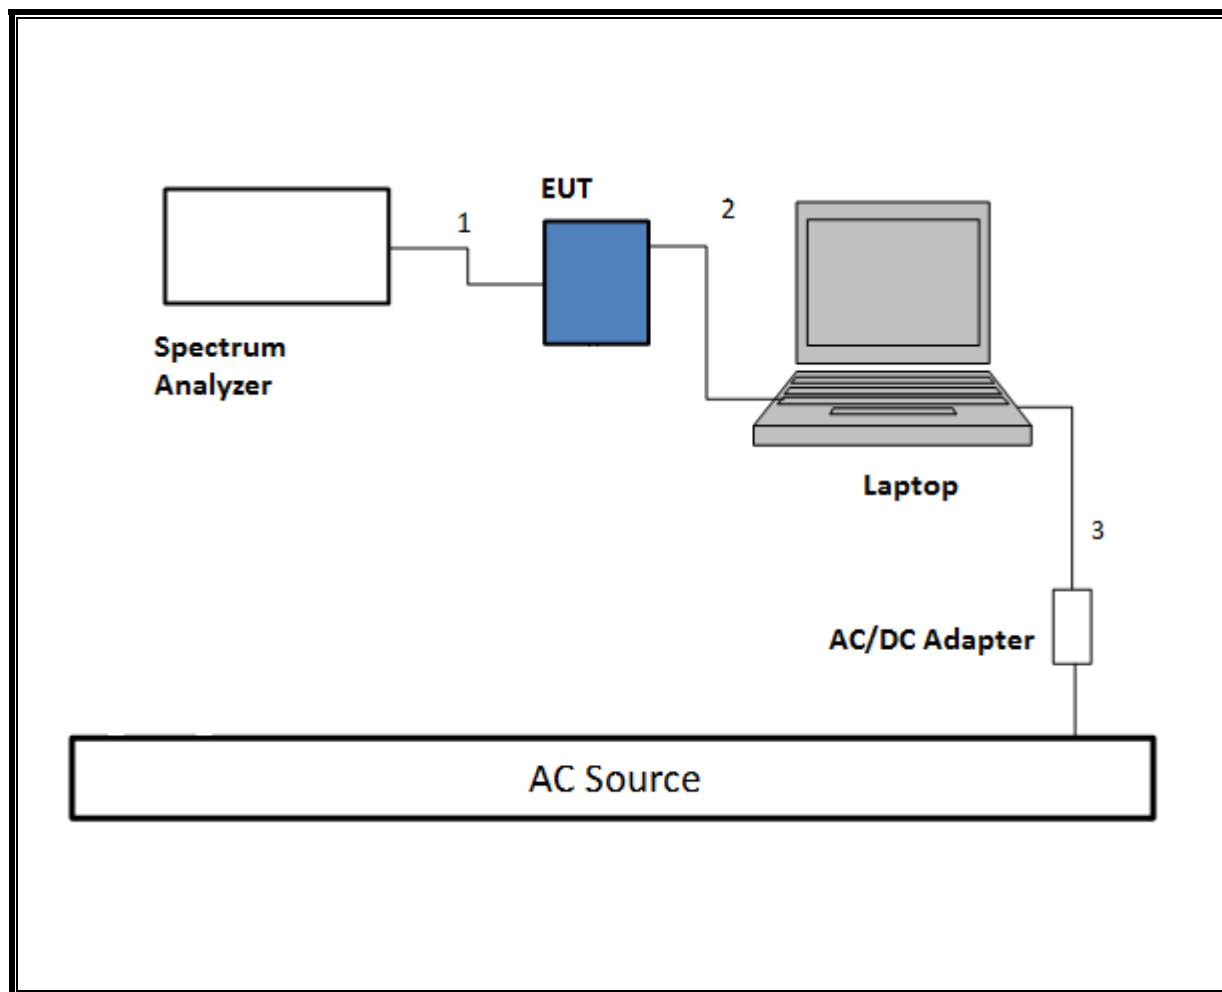 EUT
1
2
Spectrum
Analyzer
Laptop
3
AC/DC Adapter
AC Source